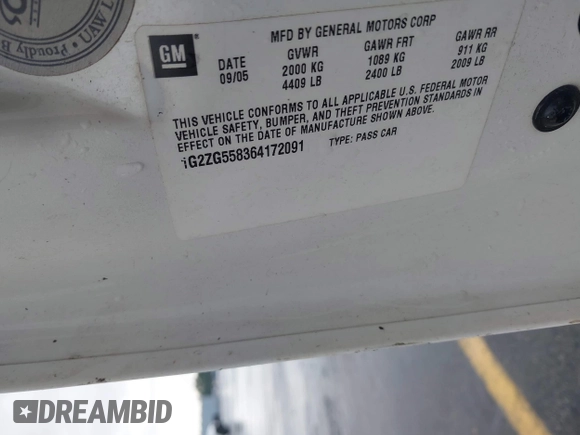 Proudly B
UAW L
GM
MFD BY GENERAL MOTORS CORP
DATE GVWR GAWR FRT GAWR RR
09/05 2000 KG 1089 KG 911 KG
4409 LB 2400 LB 2009 LB
THIS VEHICLE CONFORMS TO ALL APPLICABLE U.S. FEDERAL MOTOR
VEHICLE SAFETY, BUMPER, AND THEFT PREVENTION STANDARDS IN
EFFECT ON THE DATE OF MANUFACTURE SHOWN ABOVE.
1G2ZG558364172091 TYPE: PASS CAR
DREAMBID